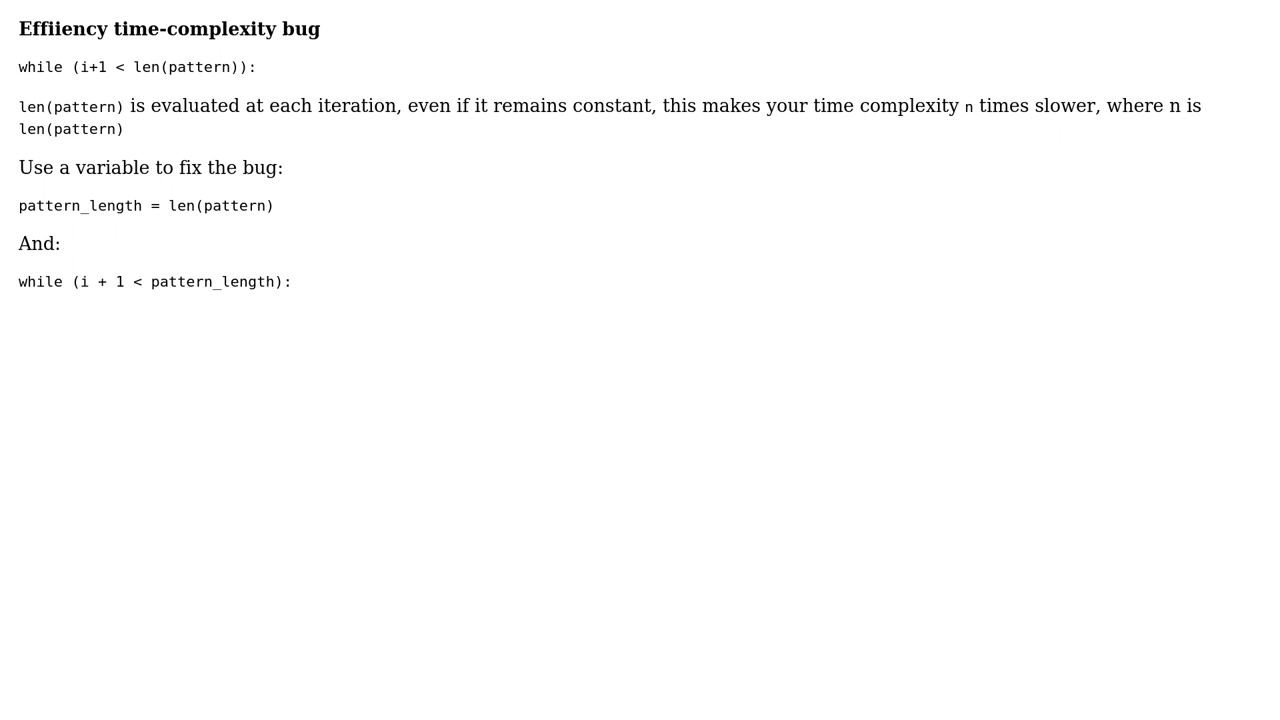 Effiiency time-complexity bug
while (i+1 < len(pattern)):
len(pattern) is evaluated at each iteration, even if it remains constant, this makes your time complexity n times slower, where n is
len(pattern)
Use a variable to fix the bug:
pattern_length = len(pattern)
And:
while (i + 1 < pattern_length):